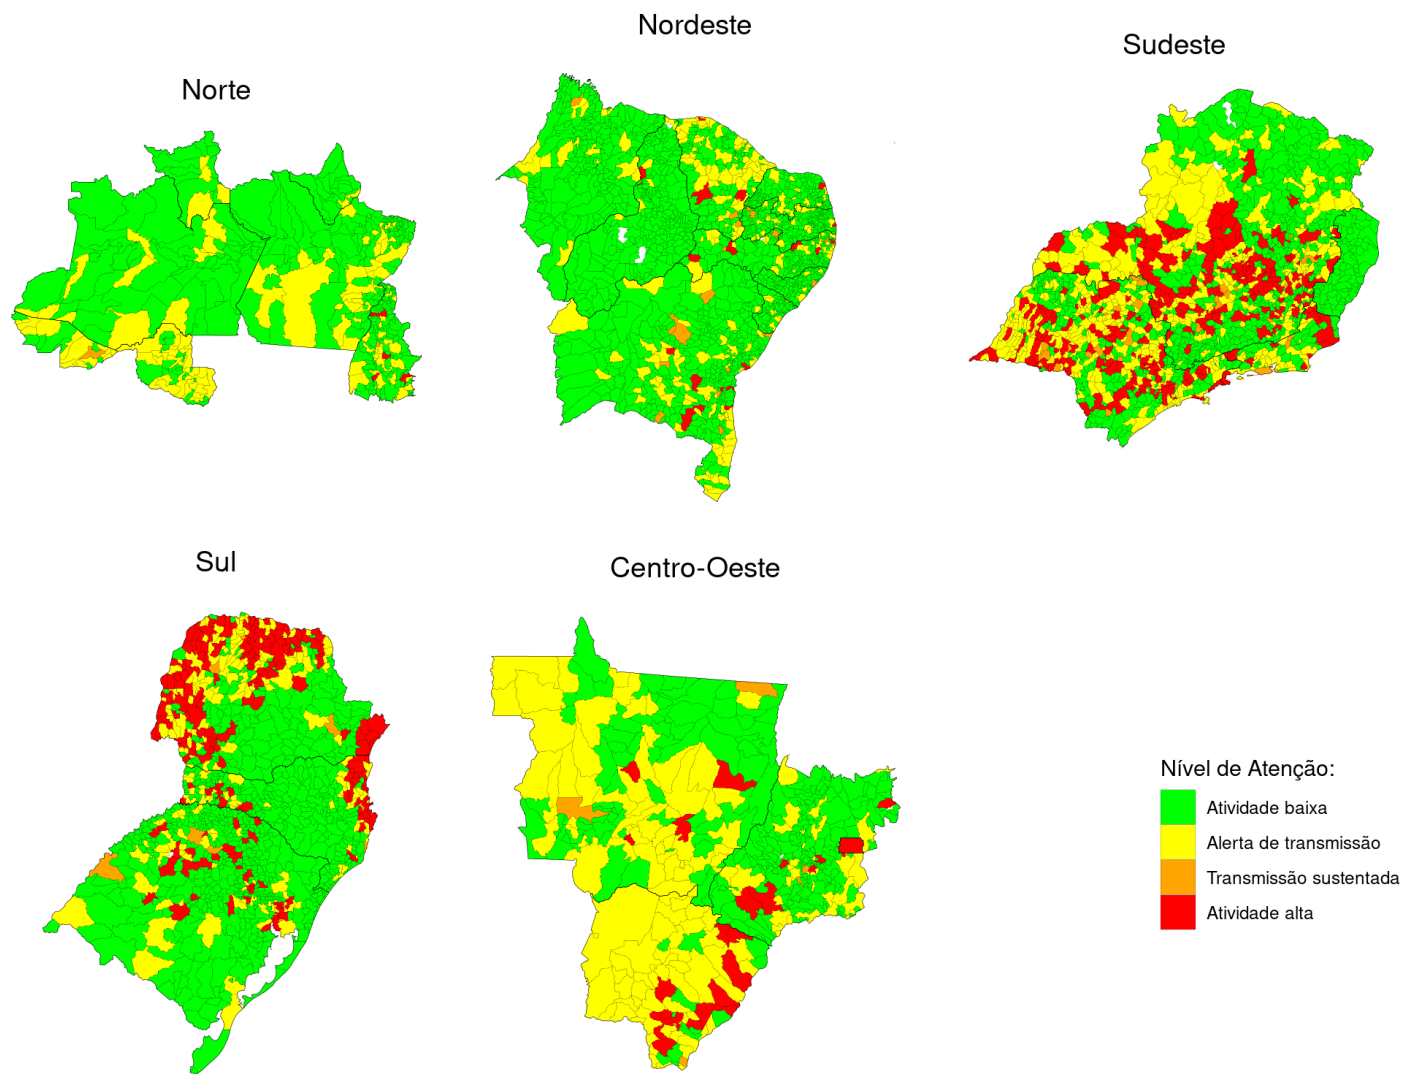 Norte
Nordeste
Sudeste
Sul
Centro-Oeste
Nível de Atenção:
Atividade baixa
Alerta de transmissão
Transmissão sustentada
Atividade alta